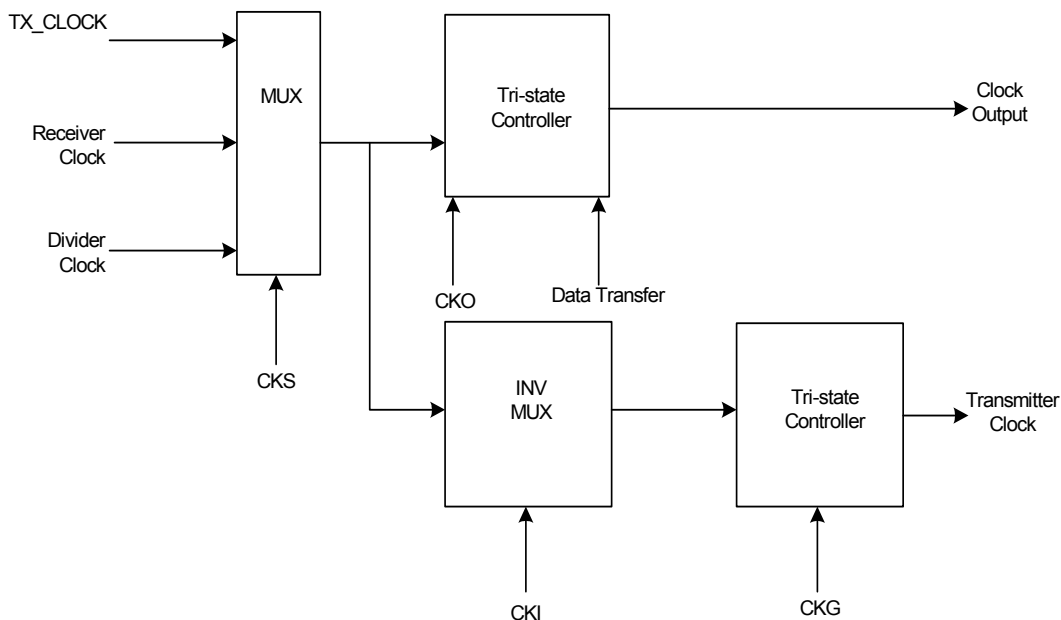 TX_CLOCK
MUX
Receiver
Clock
Divider
Clock
CKS
Tri-state
Controller
Clock
Output
CKO
Data Transfer
INV
MUX
Tri-state
Controller
Transmitter
Clock
CKI
CKG